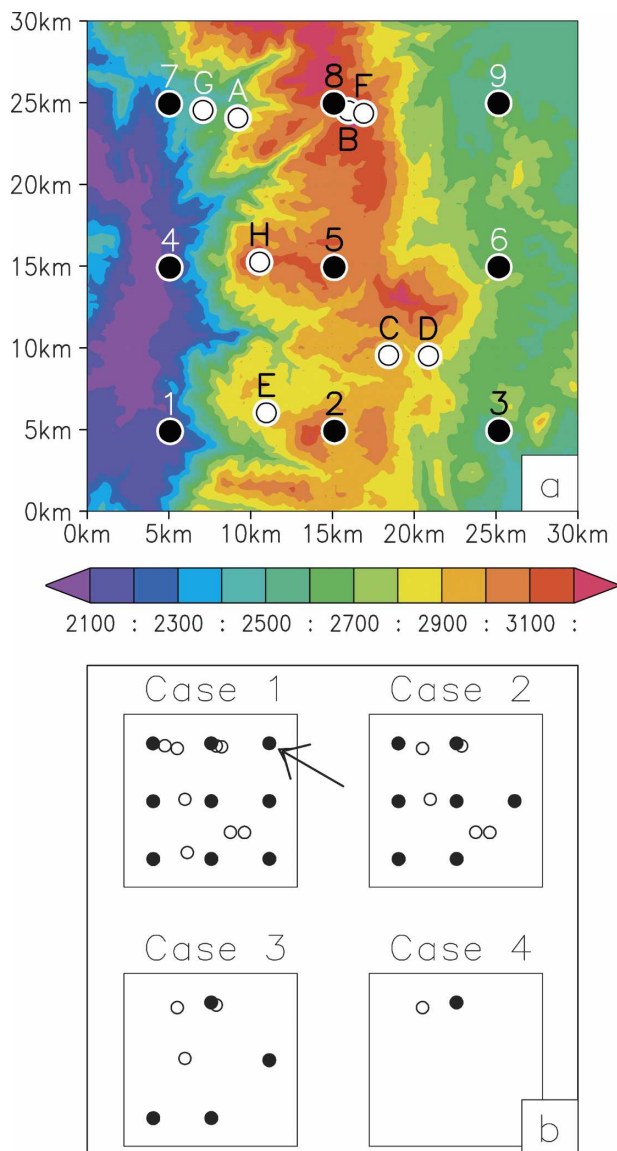 30km
25km
20km
15km
10km
5km
0km
7 G A 8 F 9
B
4 H 5 6
C D
1 E 2 3
a
0km 5km 10km 15km 20km 25km 30km
2100 : 2300 : 2500 : 2700 : 2900 : 3100 :
Case 1 Case 2
Case 3 Case 4
b